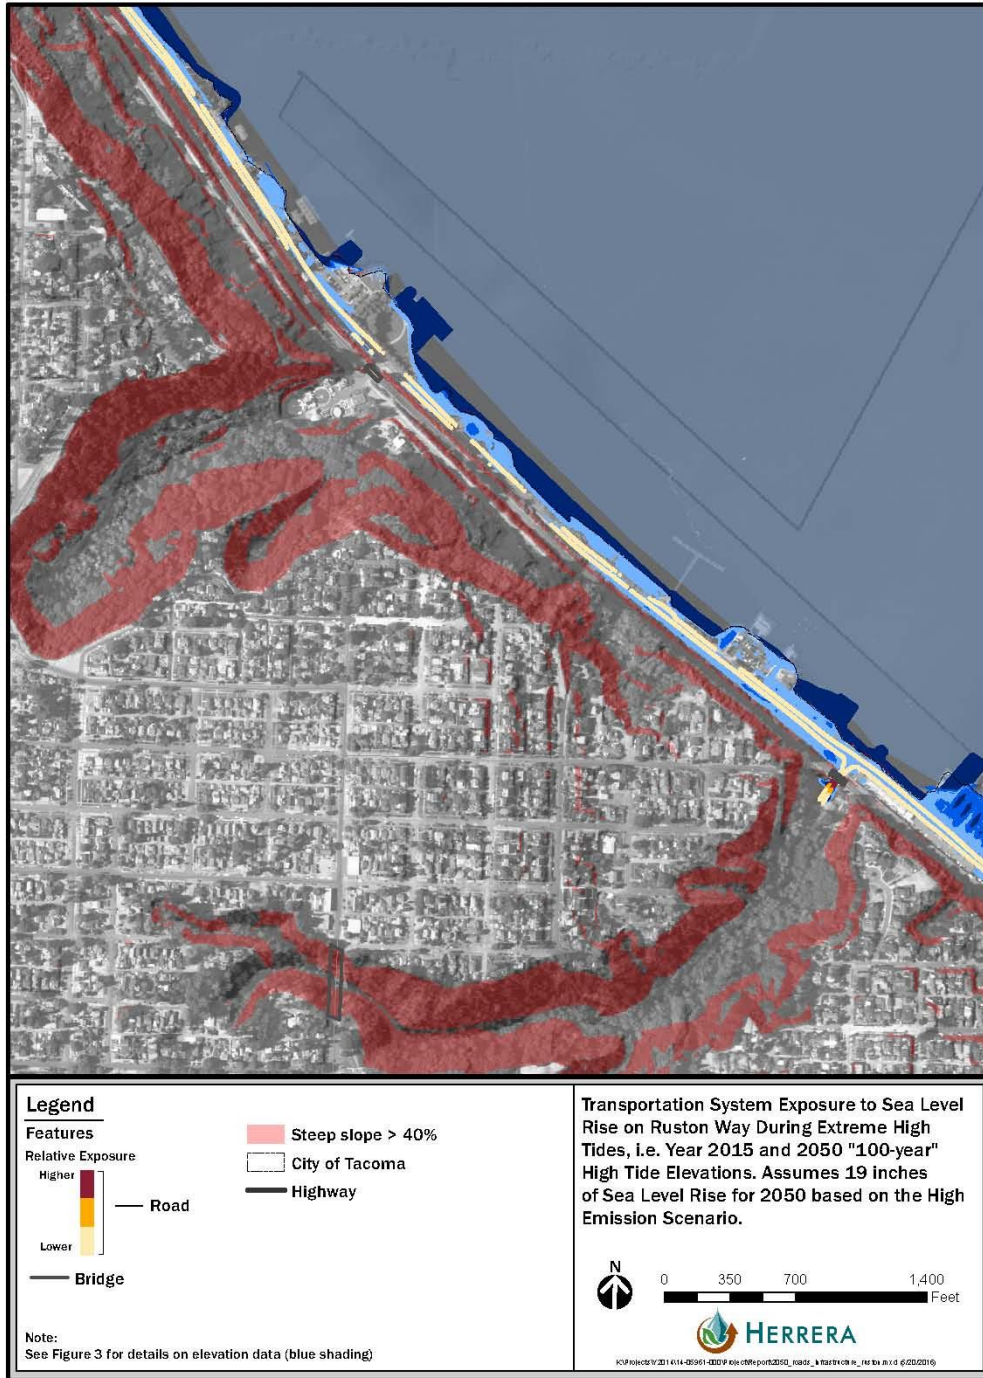 Legend
Features
Relative Exposure
Higher
Road
Lower
Bridge
Steep slope > 40%
City of Tacoma
Highway
Note:
See Figure 3 for details on elevation data (blue shading)
Transportation System Exposure to Sea Level
Rise on Ruston Way During Extreme High
Tides, i.e. Year 2015 and 2050 "100-year"
High Tide Elevations. Assumes 19 inches
of Sea Level Rise for 2050 based on the High
Emission Scenario.
N
0 350 700 1,400
Feet
HERRERA